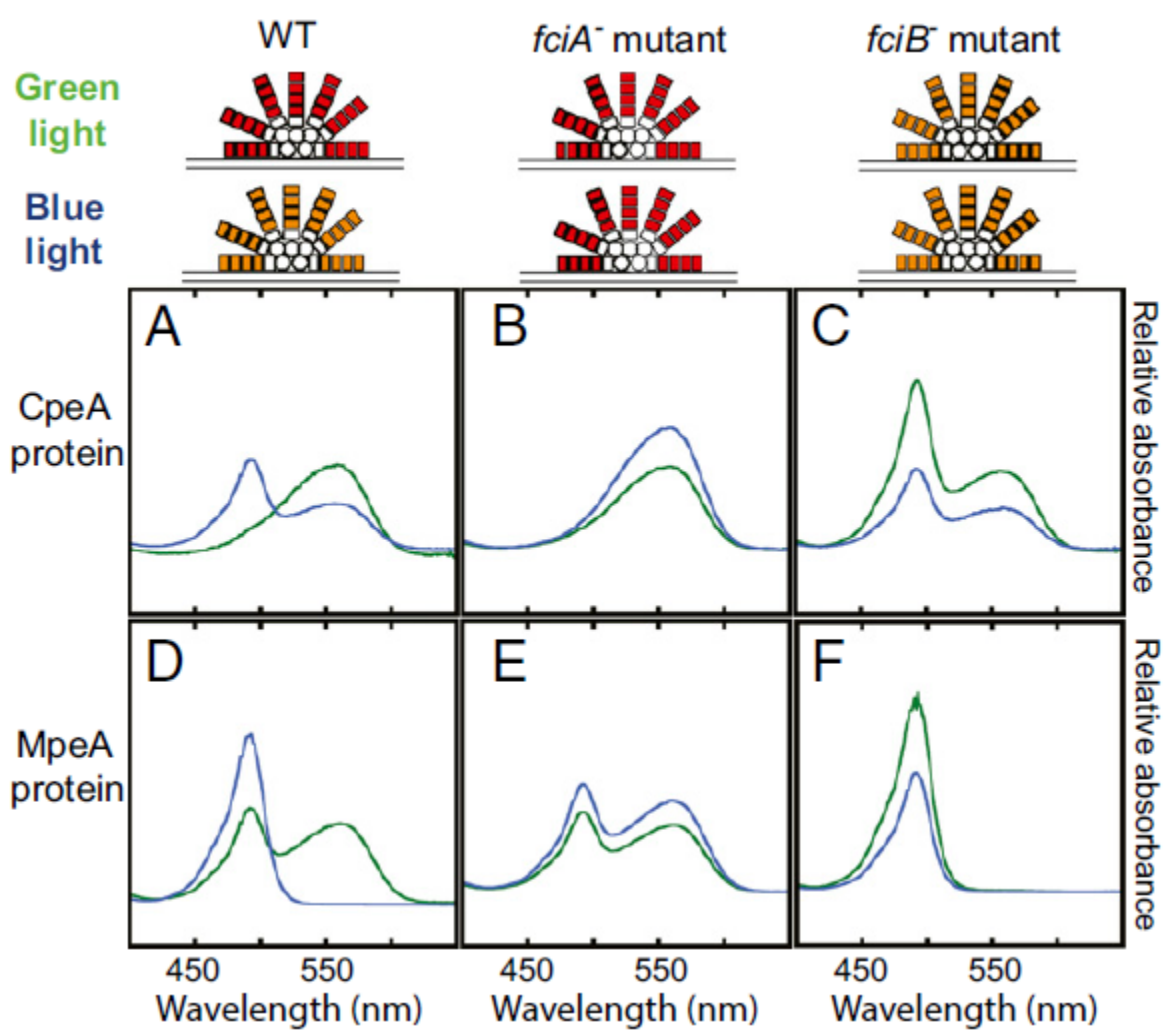 WT
fciA- mutant
fciB- mutant
Green
light
Blue
light
A
B
C
CpeA
protein
Relative absorbance
D
E
F
MpeA
protein
Relative absorbance
450
550
450
550
450
550
Wavelength (nm)
Wavelength (nm)
Wavelength (nm)